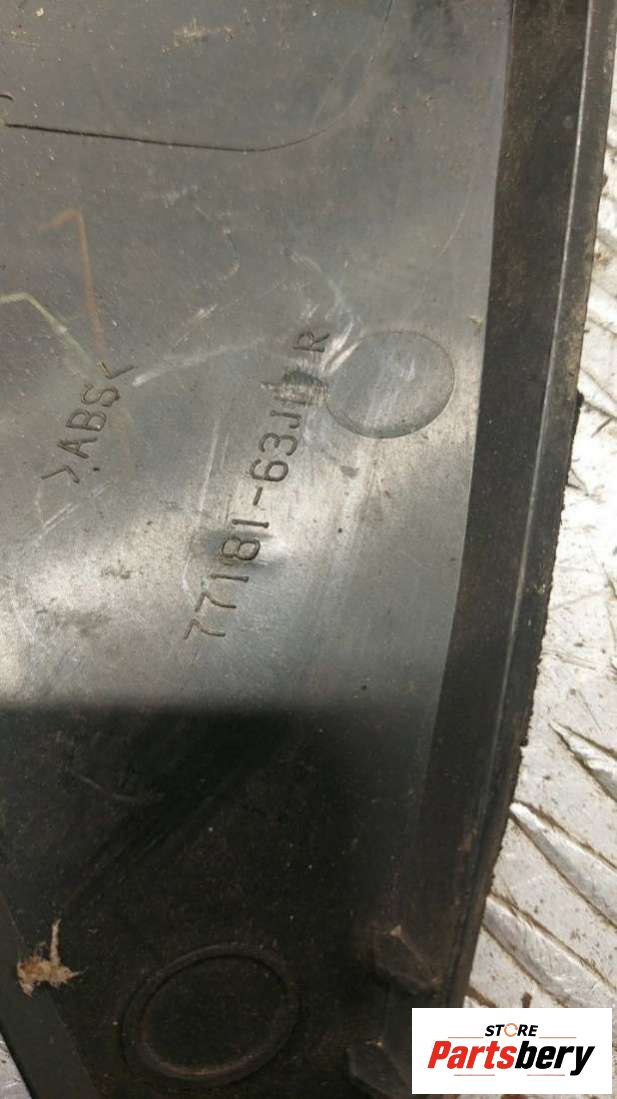 >ABS<
77181-63J R
STORE
Partsbery